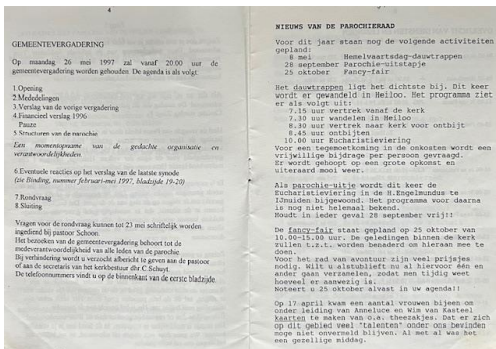 4
GEMEENTEVERGADERING
Op maandag 26 mei 1997 zal vanaf 20.00 uur de
gemeentevergadering worden gehouden. De agenda is als volgt:
1.Opening
2.Mededelingen
3.Verslag van de vorige vergadering
4.Financieel verslag 1996
Pauze
5 Structuren van de parochie
Een momentopname van de gedachte organisatie en
verantwoordelijkheden.
6.Eventuele reacties op het verslag van de laatste synode
(zie Binding, nummer februari-mei 1997, bladzijde 19-20)
7.Rondvraag
8.Sluiting
Vragen voor de rondvraag kunnen tot 23 mei schriftelijk worden
ingediend bij pastoor Schoon.
Het bezoeken van de gemeentevergadering behoort tot de
medeverantwoordelijkheid van alle leden van de parochie
Bij verhindering wordt u verzocht afbericht te geven aan de pastoor
of aan de secretaris van het kerkbestuur dhr.C.Schuyt.
De telefoonnummers vindt u op de binnenkant van de eerste bladzijde.
NIEUWS VAN DE PAROCHIERAAD
Voor dit jaar staan nog de volgende activiteiten
gepland:
8 mei Hemelvaartsdag-dauwtrappen
28 september Parochie-uitstapje
25 oktober Fancy-fair
Het dauwtrappen ligt het dichtste bij. Dit keer
wordt er gewandeld in Heiloo. Het programma ziet
er als volgt uit:
7.15 uur vertrek vanaf de kerk
7.30 uur wandelen in Heiloo
8.30 uur vertrek naar kerk voor ontbijt
8.45 uur ontbijten
10.00 uur Eucharistieviering
Voor een tegemoetkoming in de onkosten wordt een
vrijwillige bijdrage per persoon gevraagd.
Er wordt gehoopt op een grote opkomst en
uiteraard mooi weer.
Als parochie-uitje wordt dit keer de
Eucharistieviering in de H.Engelmundus te
IJmuiden bijgewoond. Het programma voor daarna
is nog niet helemaal bekend.
Houdt in ieder geval 28 september vrij!!
De fancy-fair staat gepland op 25 oktober van
10.00-15.00 uur. De geledingen binnen de kerk
zullen t.z.t. worden benaderd om hieraan mee te
doen.
Voor het rad van avontuur zijn veel prijsjes
nodig. Wilt u alstublieft nu al hiervoor één en
ander gaan verzamelen, zodat men tijdig weet
hoeveel er aanwezig is.
Noteert u 25 oktober alvast in uw agenda!!
Op 17 april kwam een aantal vrouwen bijeen om
onder leiding van Anneluce en Wim van Kasteel
kaarten te maken van o.a. theezakjes. Dat er zich
op dit gebied veel "talenten" onder ons bevinden
moge niet onvermeld blijven. Al met al was het
een gezellige middag.